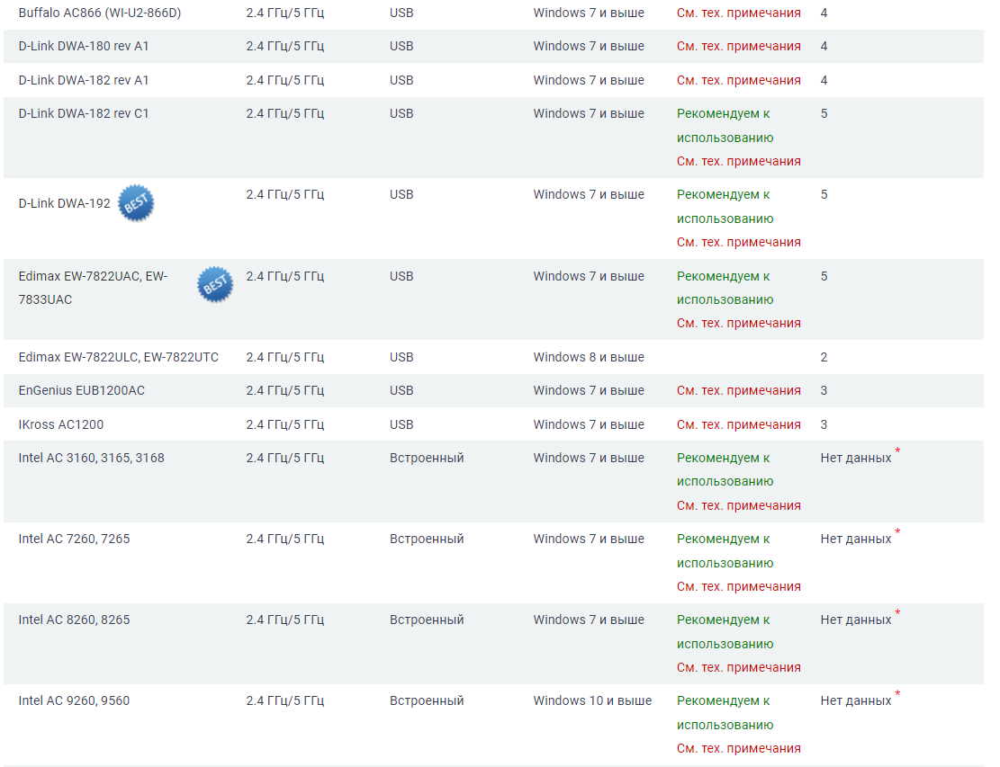 Buffalo AC866 (WI-U2-866D) 2.4 ГГц/5 ГГц USB Windows 7 и выше См. тех. примечания 4
D-Link DWA-180 rev A1 2.4 ГГц/5 ГГц USB Windows 7 и выше См. тех. примечания 4
D-Link DWA-182 rev A1 2.4 ГГц/5 ГГц USB Windows 7 и выше См. тех. примечания 4
D-Link DWA-182 rev C1 2.4 ГГц/5 ГГц USB Windows 7 и выше Рекомендуем к 5
использованию
См. тех. примечания
D-Link DWA-192 BEST 2.4 ГГц/5 ГГц USB Windows 7 и выше Рекомендуем к 5
использованию
См. тех. примечания
Edimax EW-7822UAC, EW- BEST 2.4 ГГц/5 ГГц USB Windows 7 и выше Рекомендуем к 5
7833UAC использованию
См. тех. примечания
Edimax EW-7822ULC, EW-7822UTC 2.4 ГГц/5 ГГц USB Windows 8 и выше 2
EnGenius EUB1200AC 2.4 ГГц/5 ГГц USB Windows 7 и выше См. тех. примечания 3
IKross AC1200 2.4 ГГц/5 ГГц USB Windows 7 и выше См. тех. примечания 3
Intel AC 3160, 3165, 3168 2.4 ГГц/5 ГГц Встроенный Windows 7 и выше Рекомендуем к Нет данных *
использованию
См. тех. примечания
Intel AC 7260, 7265 2.4 ГГц/5 ГГц Встроенный Windows 7 и выше Рекомендуем к Нет данных *
использованию
См. тех. примечания
Intel AC 8260, 8265 2.4 ГГц/5 ГГц Встроенный Windows 7 и выше Рекомендуем к Нет данных *
использованию
См. тех. примечания
Intel AC 9260, 9560 2.4 ГГц/5 ГГц Встроенный Windows 10 и выше Рекомендуем к Нет данных *
использованию
См. тех. примечания